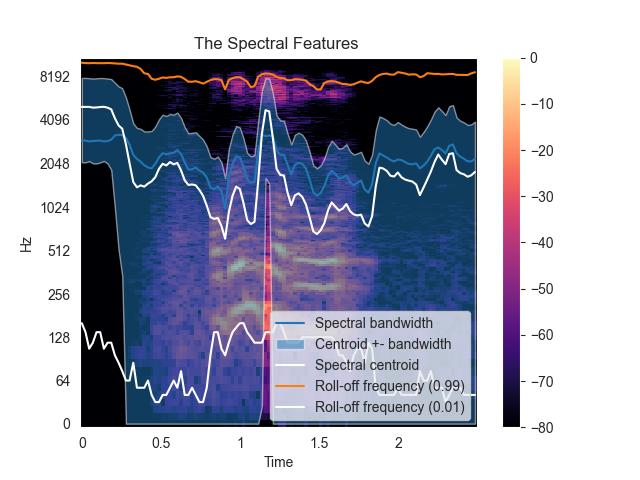 The Spectral Features
8192
4096
2048
1024
512
256
128
64
0
Hz
0
0.5
1
1.5
2
Time
Spectral bandwidth
Centroid +- bandwidth
Spectral centroid
Roll-off frequency (0.99)
Roll-off frequency (0.01)
0
−10
−20
−30
−40
−50
−60
−70
−80